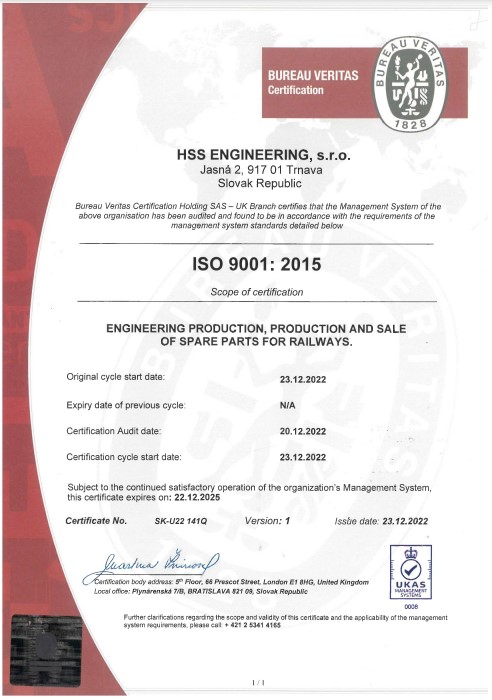 BUREAU VERITAS
Certification
BUREAU VERITAS
1828
HSS ENGINEERING, s.r.o.
Jasná 2, 917 01 Trnava
Slovak Republic
Bureau Veritas Certification Holding SAS – UK Branch certifies that the Management System of the
above organisation has been audited and found to be in accordance with the requirements of the
management system standards detailed below
ISO 9001: 2015
Scope of certification
ENGINEERING PRODUCTION, PRODUCTION AND SALE
OF SPARE PARTS FOR RAILWAYS.
Original cycle start date: 23.12.2022
Expiry date of previous cycle: N/A
Certification Audit date: 20.12.2022
Certification cycle start date: 23.12.2022
Subject to the continued satisfactory operation of the organization's Management System,
this certificate expires on: 22.12.2025
Certificate No. SK-U22 141Q Version: 1 Issue date: 23.12.2022
Certification body address: 5th Floor, 66 Prescot Street, London E1 8HG, United Kingdom
Local office: Plynárenská 7/B, BRATISLAVA 821 09, Slovak Republic
UKAS
MANAGEMENT
SYSTEMS
0008
Further clarifications regarding the scope and validity of this certificate and the applicability of the management
system requirements, please call: + 421 2 5341 4165
1 / 1